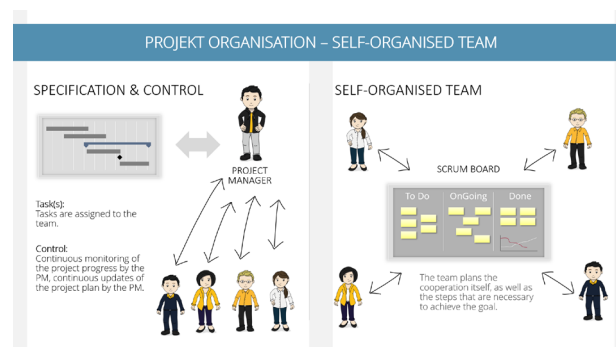 PROJEKT ORGANISATION – SELF-ORGANISED TEAM
SPECIFICATION & CONTROL
PROJECT
MANAGER
Task(s):
Tasks are assigned to the
team.
Control:
Continuous monitoring of
the project progress by the
PM, continuous updates of
the project plan by the PM.
SELF-ORGANISED TEAM
SCRUM BOARD
To Do OnGoing Done
The team plans the
cooperation itself, as well as
the steps that are necessary
to achieve the goal.